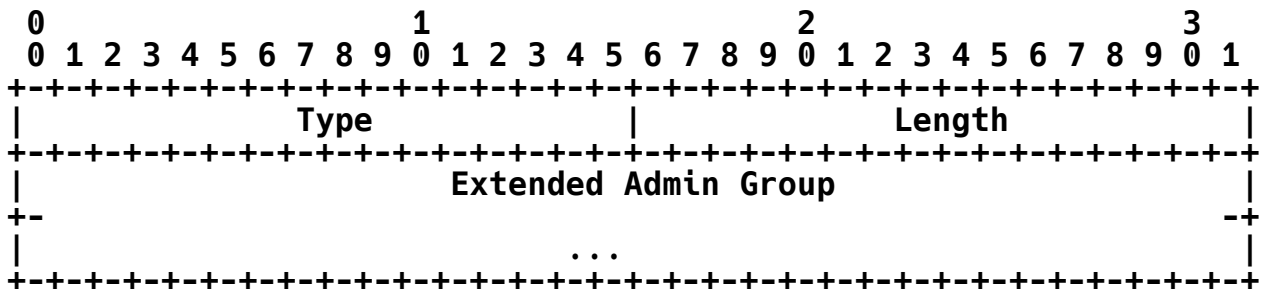 0                   1                   2                   3
 0 1 2 3 4 5 6 7 8 9 0 1 2 3 4 5 6 7 8 9 0 1 2 3 4 5 6 7 8 9 0 1
+-+-+-+-+-+-+-+-+-+-+-+-+-+-+-+-+-+-+-+-+-+-+-+-+-+-+-+-+-+-+-+-+
|              Type             |             Length            |
+-+-+-+-+-+-+-+-+-+-+-+-+-+-+-+-+-+-+-+-+-+-+-+-+-+-+-+-+-+-+-+-+
|                      Extended Admin Group                     |
+-                                                             -+
|                            ...                                |
+-+-+-+-+-+-+-+-+-+-+-+-+-+-+-+-+-+-+-+-+-+-+-+-+-+-+-+-+-+-+-+-+